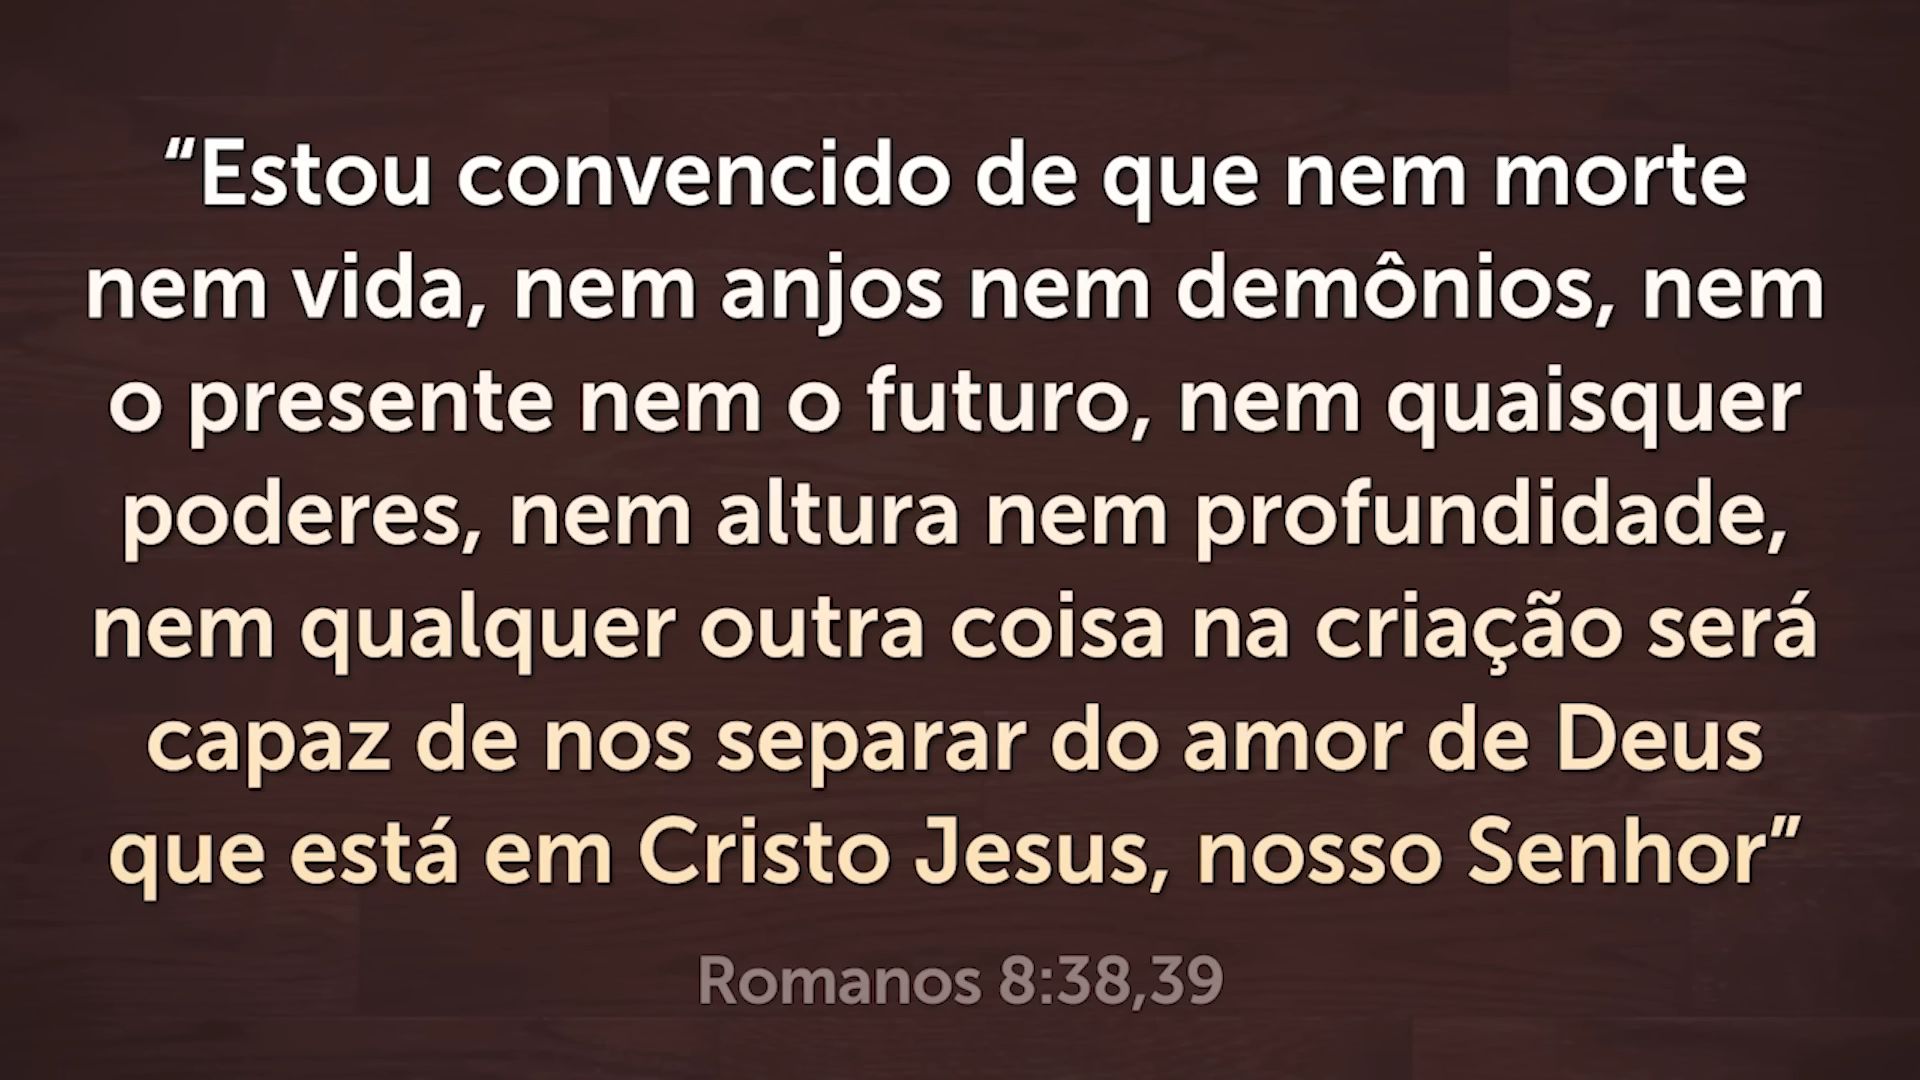 “Estou convencido de que nem morte
nem vida, nem anjos nem demônios, nem
o presente nem o futuro, nem quaisquer
poderes, nem altura nem profundidade,
nem qualquer outra coisa na criação será
capaz de nos separar do amor de Deus
que está em Cristo Jesus, nosso Senhor”
Romanos 8:38,39